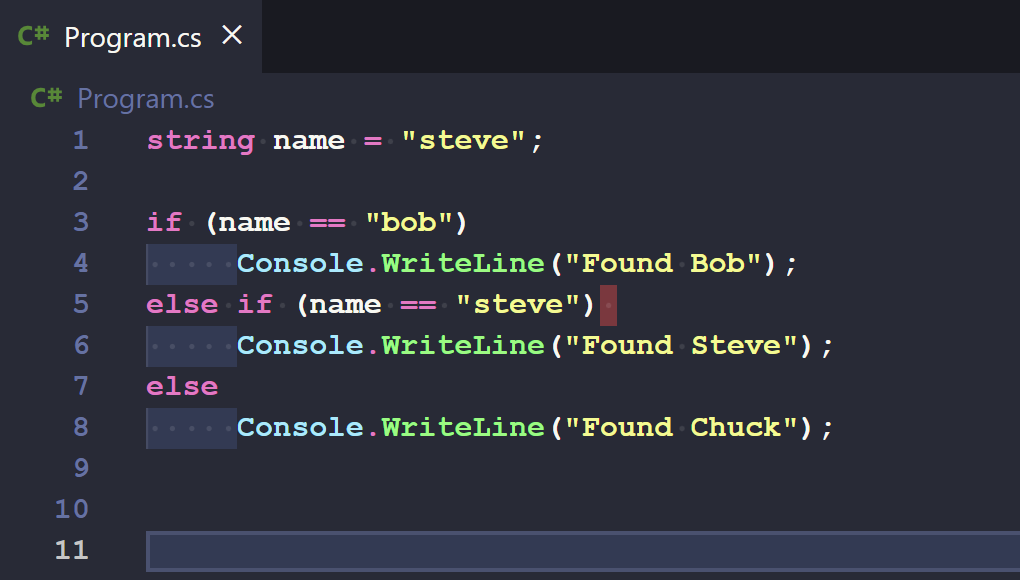 C# Program.cs ×
C# Program.cs
1 string name = "steve";
2
3 if (name == "bob")
4      Console.WriteLine("Found Bob");
5 else if (name == "steve") 
6      Console.WriteLine("Found Steve");
7 else
8      Console.WriteLine("Found Chuck");
9
10
11